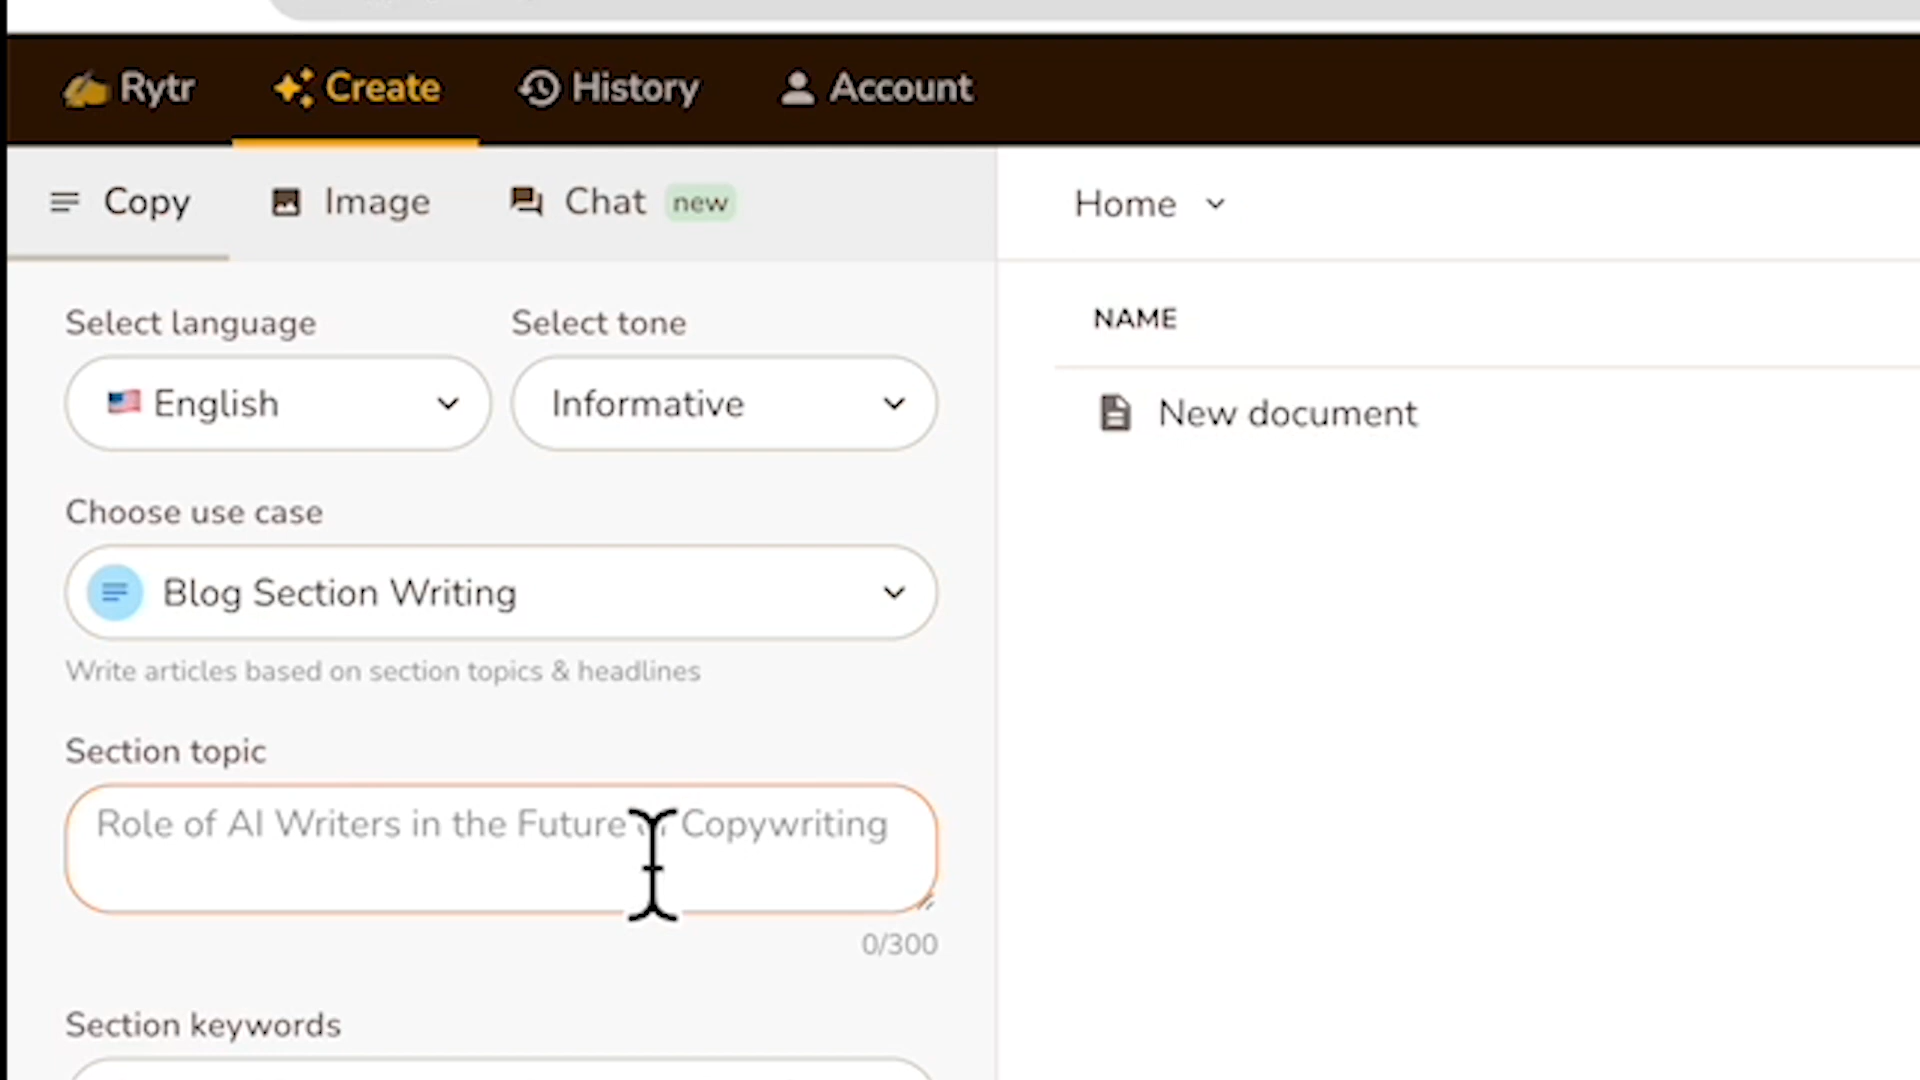 Rytr Create History Account
Copy Image Chat new
Home
Select language Select tone
NAME
English Informative
New document
Choose use case
Blog Section Writing
Write articles based on section topics & headlines
Section topic
Role of AI Writers in the Future Copywriting
0/300
Section keywords